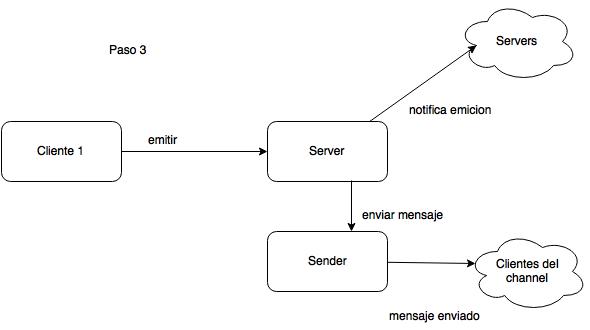 Servers
Paso 3
notifica emicion
emitir
Cliente 1
Server
enviar mensaje
Sender
Clientes del
channel
mensaje enviado